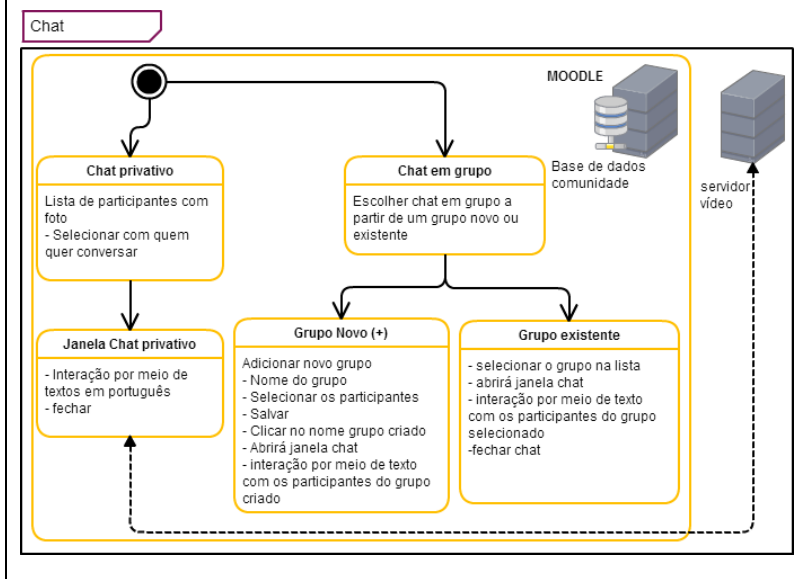 Chat
MOODLE
Base de dados
comunidade
servidor
vídeo
Chat privativo
Lista de participantes com
foto
- Selecionar com quem
quer conversar
Chat em grupo
Escolher chat em grupo a
partir de um grupo novo ou
existente
Janela Chat privativo
- Interação por meio de
textos em português
- fechar
Grupo Novo (+)
Adicionar novo grupo
- Nome do grupo
- Selecionar os participantes
- Salvar
- Clicar no nome grupo criado
- Abrirá janela chat
- interação por meio de texto
com os participantes do grupo
criado
Grupo existente
- selecionar o grupo na lista
- abrirá janela chat
- interação por meio de texto
com os participantes do grupo
selecionado
-fechar chat